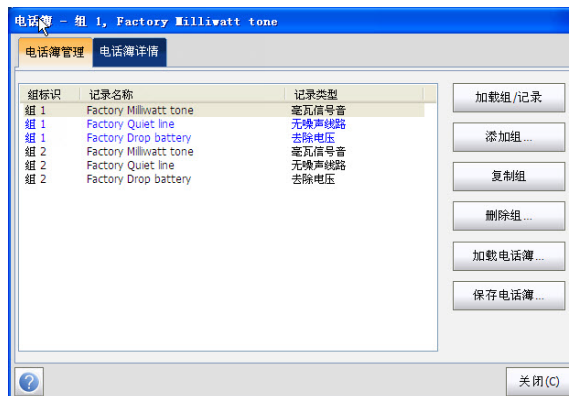 电话簿 - 组 1, Factory Milliwatt tone
电话簿管理 电话簿详情
组标识 记录名称 记录类型
组 1 Factory Milliwatt tone 毫瓦信号音
组 1 Factory Quiet line 无噪声线路
组 1 Factory Drop battery 去除电压
组 2 Factory Milliwatt tone 毫瓦信号音
组 2 Factory Quiet line 无噪声线路
组 2 Factory Drop battery 去除电压
加载组/记录
添加组...
复制组
删除组...
加载电话簿...
保存电话簿...
关闭(C)